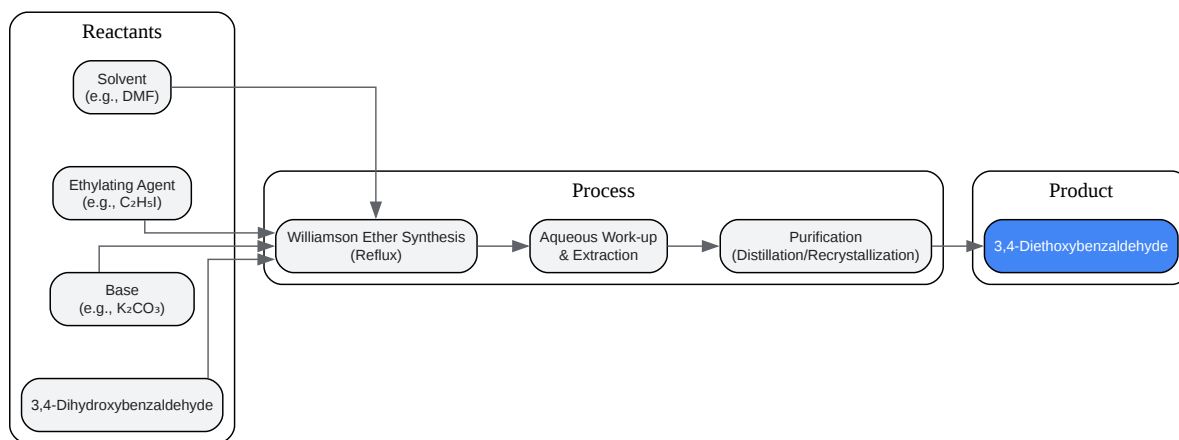 Reactants
Solvent
(e.g., DMF)
Ethylating Agent
(e.g., C₂H₅I)
Base
(e.g., K₂CO₃)
3,4-Dihydroxybenzaldehyde
Process
Williamson Ether Synthesis
(Reflux)
Aqueous Work-up
& Extraction
Purification
(Distillation/Recrystallization)
Product
3,4-Diethoxybenzaldehyde